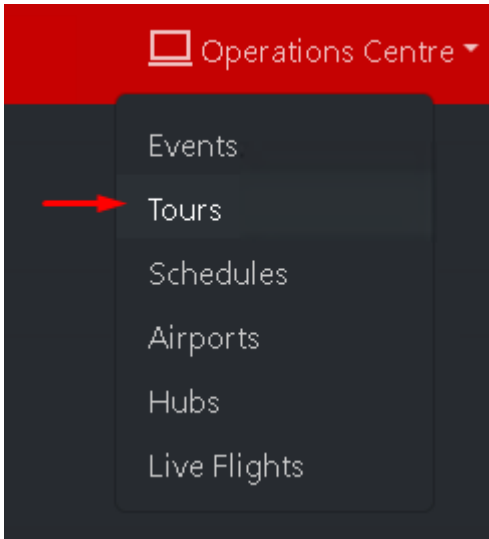 Operations Centre
Events
Tours
Schedules
Airports
Hubs
Live Flights